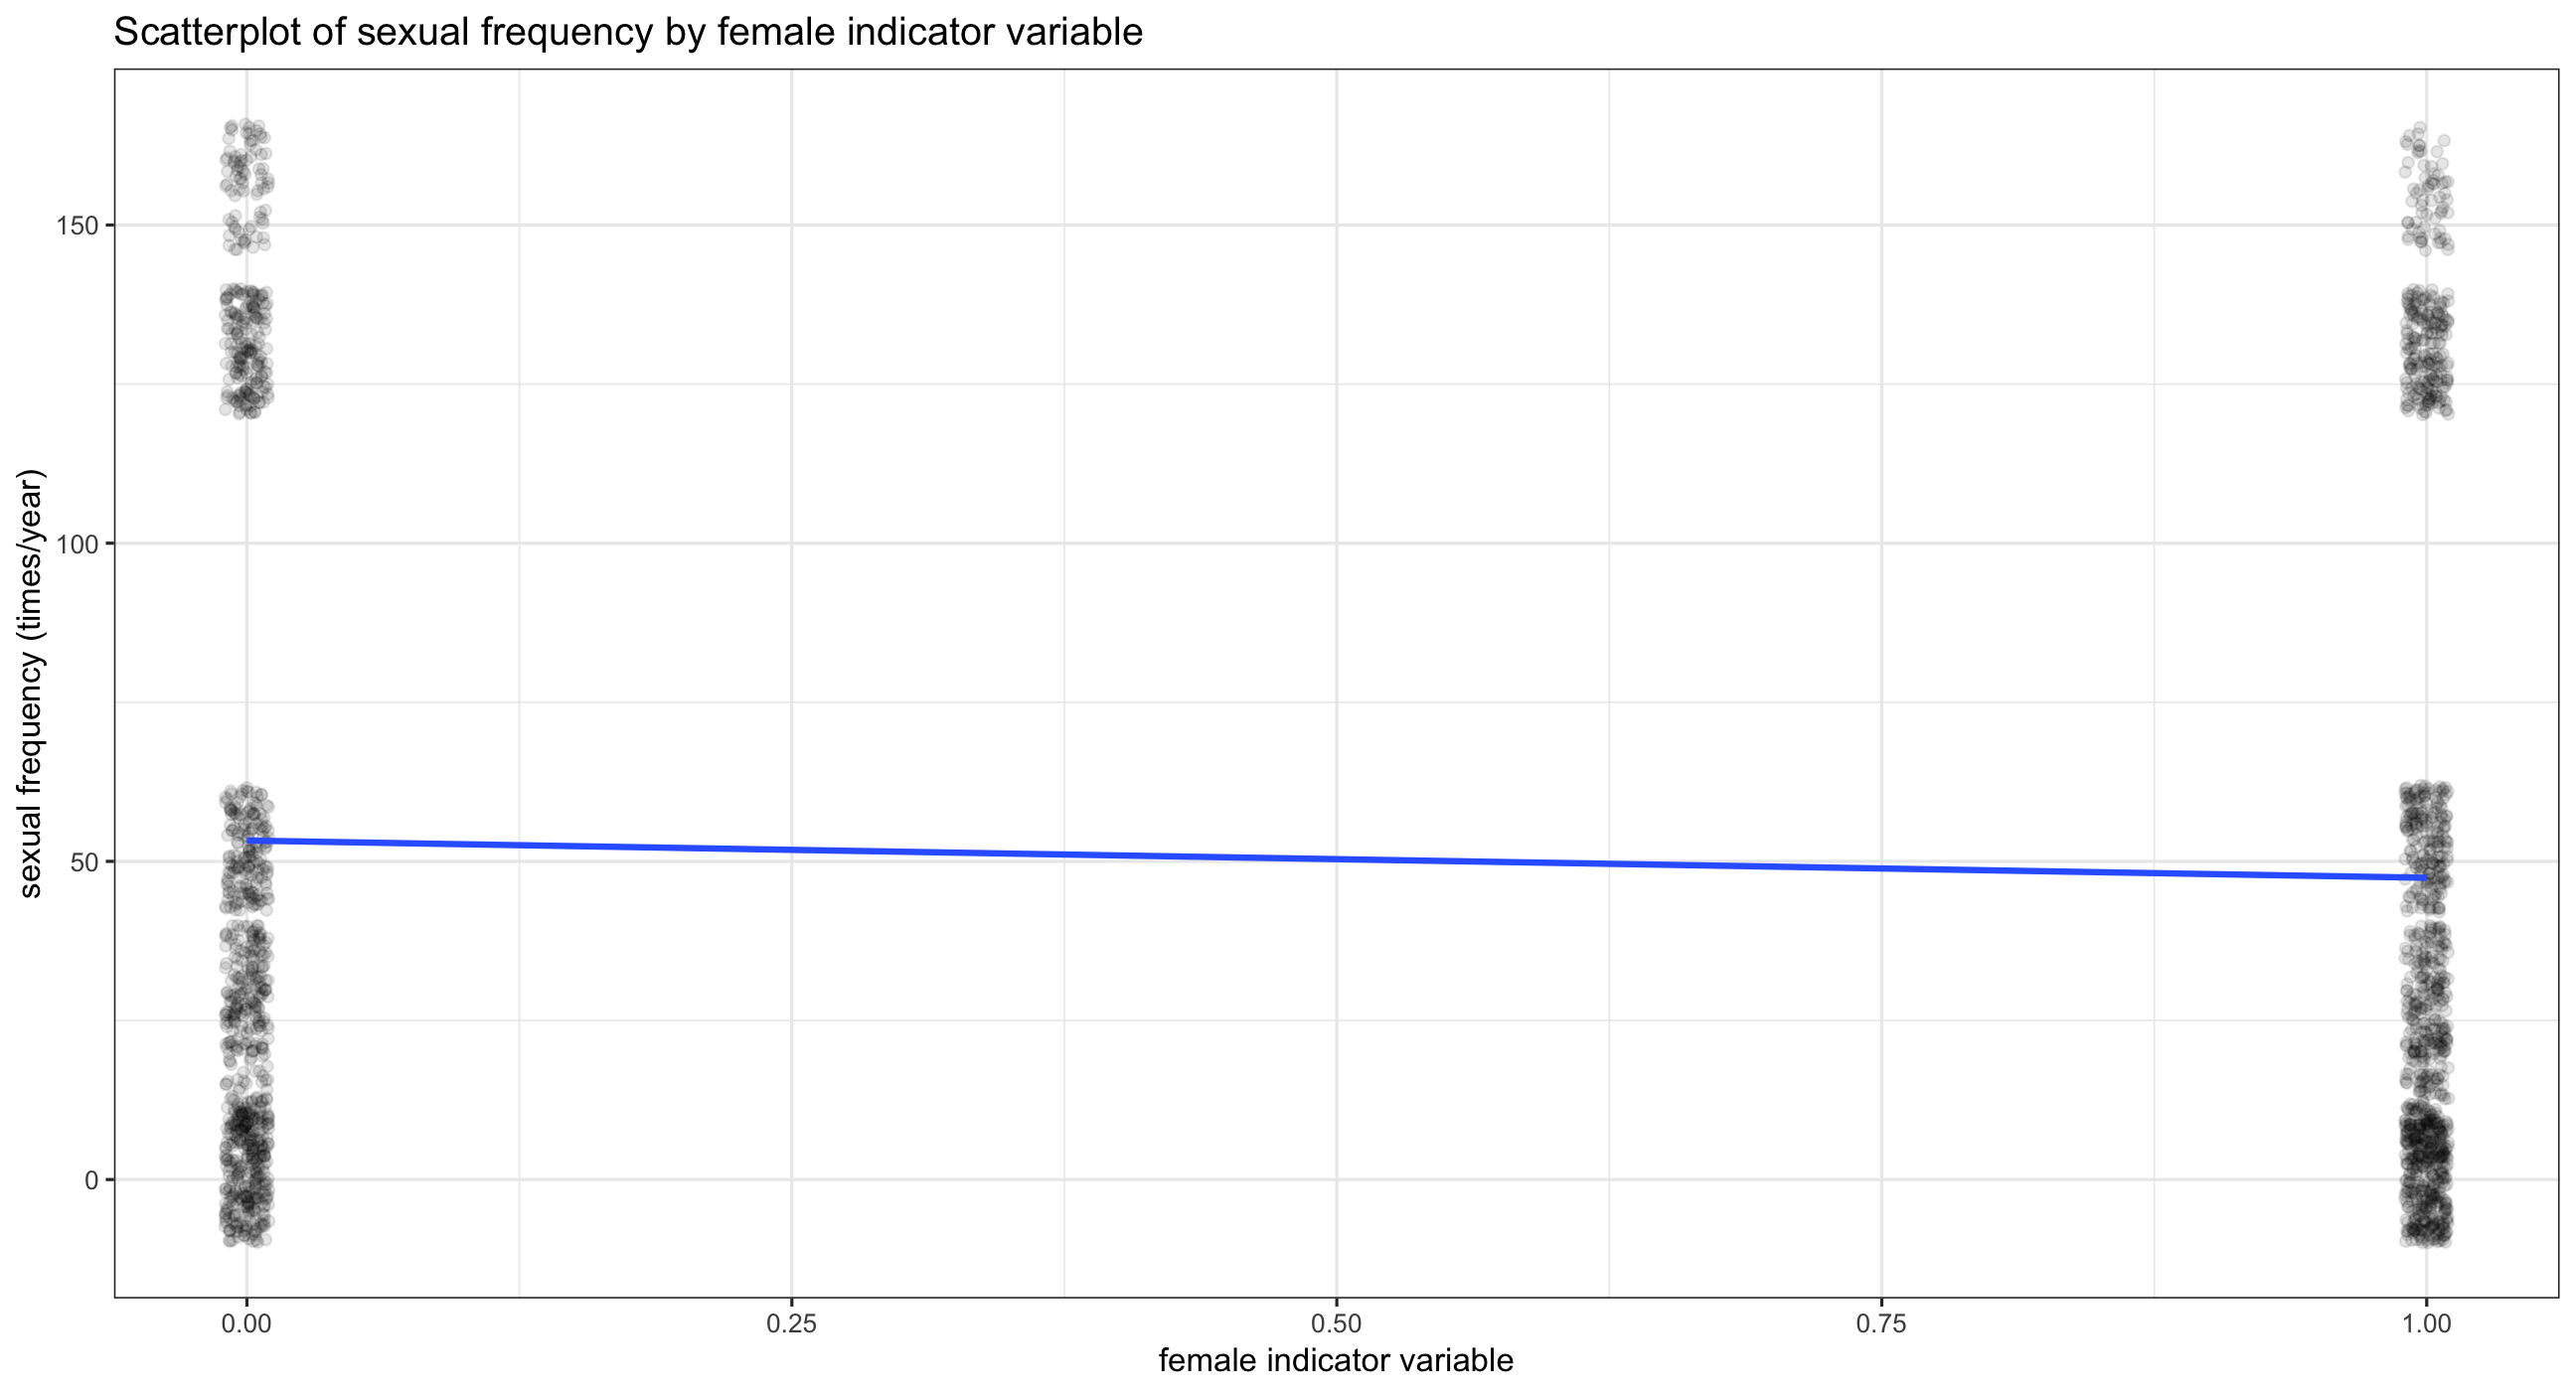 Scatterplot of sexual frequency by female indicator variable
sexual frequency (times/year)
150
100
50
0
0.00 0.25 0.50 0.75 1.00
female indicator variable